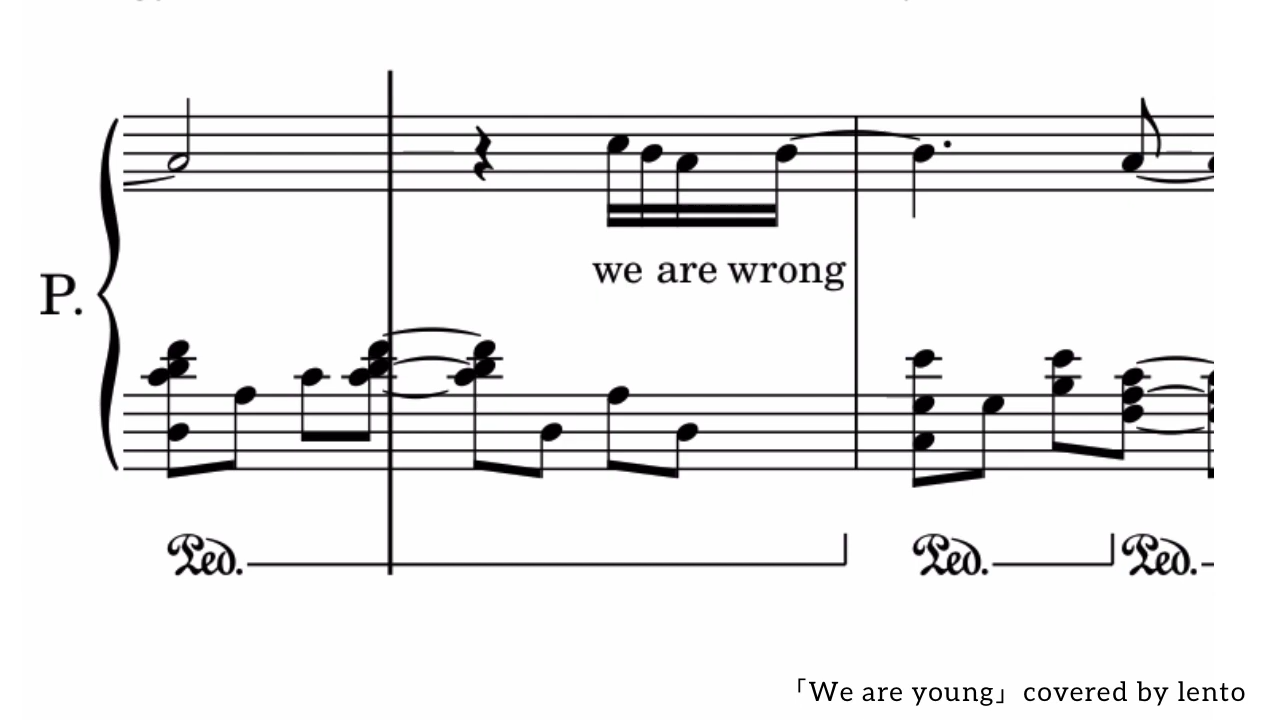 P.
we are wrong
Ped. Ped. Ped.
「We are young」covered by lento